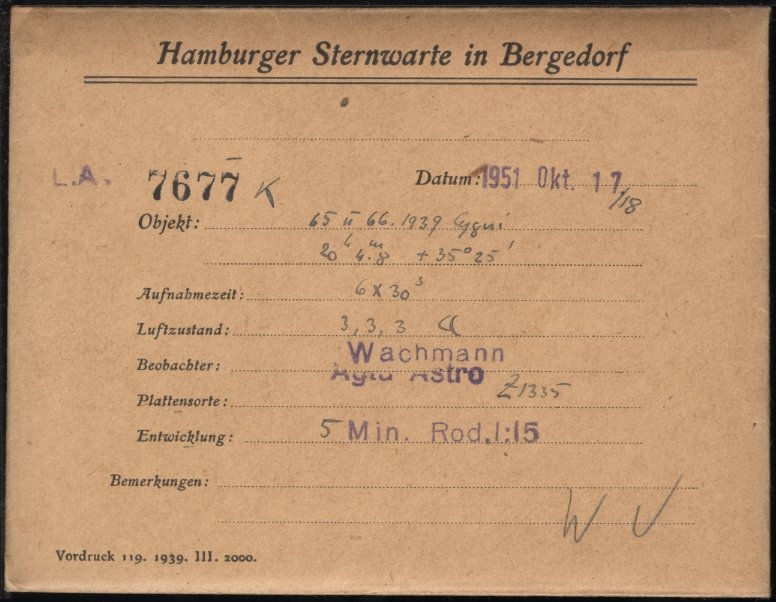 Hamburger Sternwarte in Bergedorf
L.A. 7677 K Datum: 1951 Okt. 17/18
Objekt: 65 u 66.1939 Cygni
20h 4.m8 +35° 25'
Aufnahmezeit: 6 x 30s
Luftzustand: 3, 3, 3
Beobachter: Wachmann
Agfa Astro
Plattensorte: Z1335
Entwicklung: 5 Min. Rod.1:15
Bemerkungen:
W V
Vordruck 119. 1939. III. 2000.